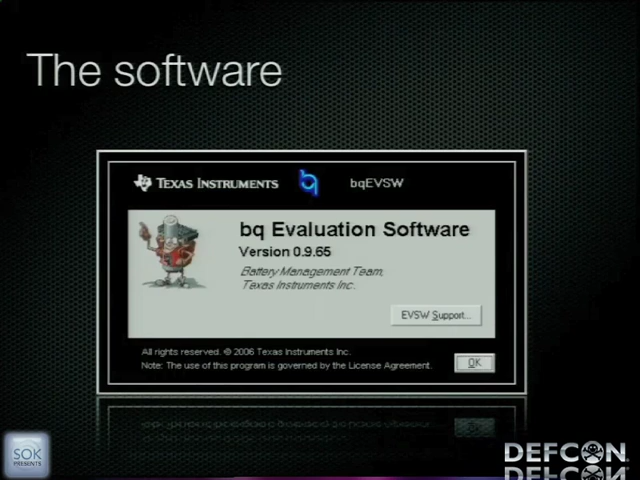 The software
TEXAS INSTRUMENTS
bqEVSW
bq Evaluation Software
Version 0.9.65
Battery Management Team,
Texas Instruments Inc.
EVSW Support...
All rights reserved. © 2006 Texas Instruments Inc.
Note: The use of this program is governed by the License Agreement.
OK
SOK
PRESENTS
DEFCON